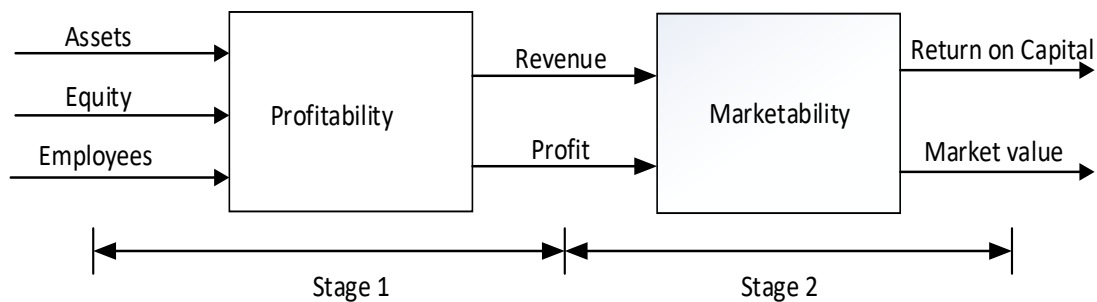 Assets
Equity
Employees
Profitability
Revenue
Profit
Marketability
Return on Capital
Market value
Stage 1
Stage 2